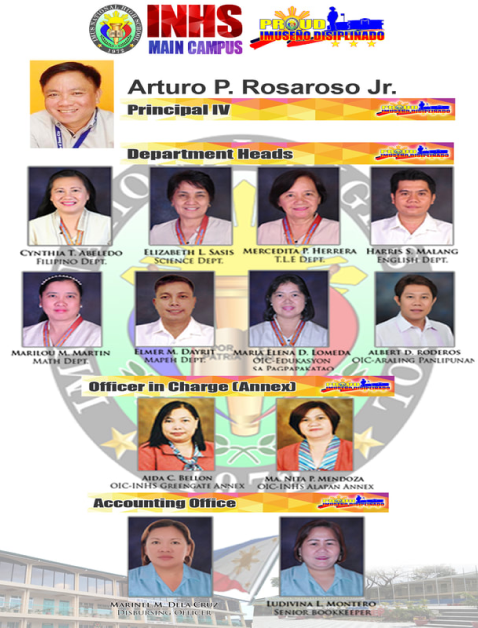 INHS
MAIN CAMPUS
PROUD
IMUSEÑO, DISIPLINADO
Arturo P. Rosaroso Jr.
Principal IV
Department Heads
Cynthia T. Abeledo
Filipino Dept.
Elizabeth L. Sasis
Science Dept.
Mercedita P. Herrera
T.L.E Dept.
Harris S. Malang
English Dept.
Marilou M. Martin
Math Dept.
Elmer M. Dayrit
Mapeh Dept.
Maria Elena D. Lomeda
OIC-Edukasyon
sa Pagpapakatao
Albert D. Roderos
OIC-Araling Panlipunan
Officer in Charge (Annex)
Aida C. Bellon
OIC-INHS Greengate Annex
Ma. Nita P. Mendoza
OIC-INHS Alapan Annex
Accounting Office
Marinel M. Dela Cruz
Disbursing Officer
Ludivina L. Montero
Senior Bookkeeper